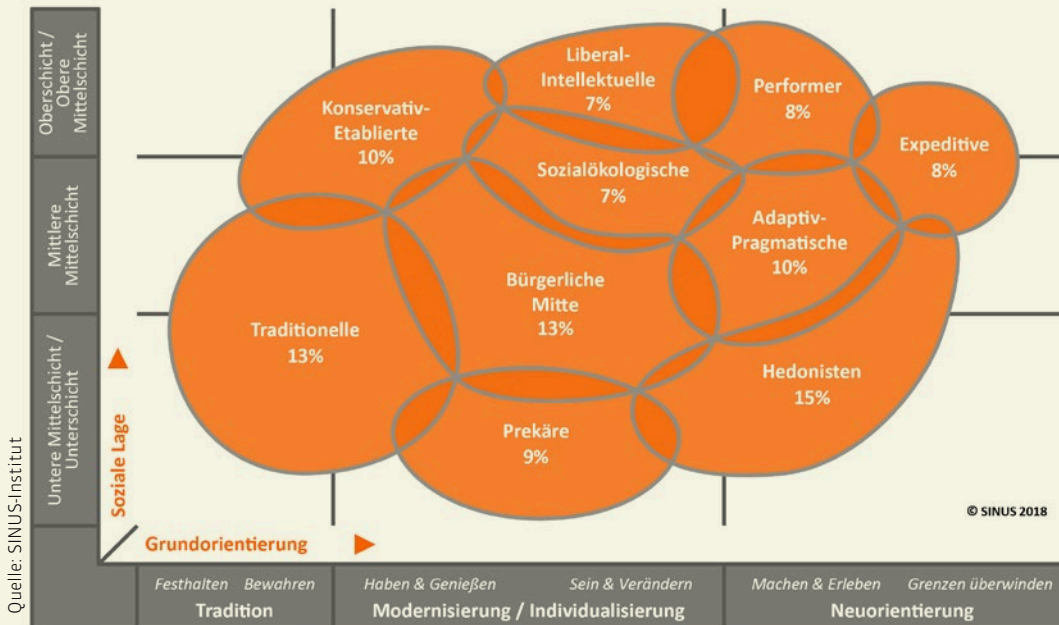 Oberschicht /
Obere
Mittelschicht
Mittlere
Mittelschicht
Untere Mittelschicht /
Unterschicht
Soziale Lage
Quelle: SINUS-Institut
Konservativ-
Etablierte
10%
Liberal-
Intellektuelle
7%
Performer
8%
Expeditive
8%
Sozialökologische
7%
Adaptiv-
Pragmatische
10%
Traditionelle
13%
Bürgerliche
Mitte
13%
Hedonisten
15%
Prekäre
9%
© SINUS 2018
Grundorientierung
Festhalten Bewahren
Tradition
Haben & Genießen Sein & Verändern
Modernisierung / Individualisierung
Machen & Erleben Grenzen überwinden
Neuorientierung